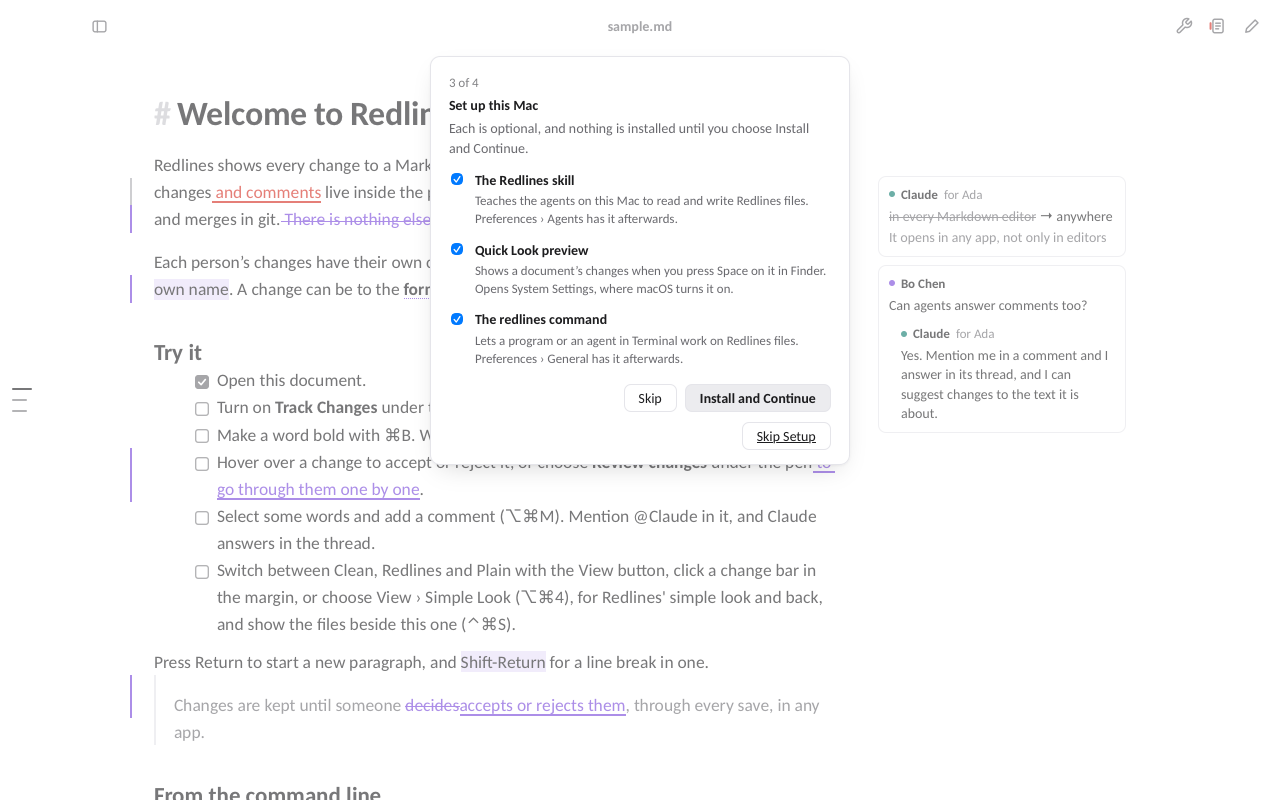 sample.md
3 of 4
Set up this Mac
Each is optional, and nothing is installed until you choose Install
and Continue.
The Redlines skill
Teaches the agents on this Mac to read and write Redlines files.
Preferences › Agents has it afterwards.
Quick Look preview
Shows a document’s changes when you press Space on it in Finder.
Opens System Settings, where macOS turns it on.
The redlines command
Lets a program or an agent in Terminal work on Redlines files.
Preferences › General has it afterwards.
Skip
Install and Continue
Skip Setup
# Welcome to
Redlines shows every change to a
changes and comments live inside the
and merges in git. There is nothing else
Each person’s changes have their own
own name. A change can be to the
Try it
Open this document.
Turn on Track Changes under
Make a word bold with ⌘B.
Hover over a change to accept or reject it, or choose Review changes under the pen to
go through them one by one.
Select some words and add a comment (⌥⌘M). Mention @Claude in it, and Claude
answers in the thread.
Switch between Clean, Redlines and Plain with the View button, click a change bar in
the margin, or choose View › Simple Look (⌥⌘4), for Redlines' simple look and back,
and show the files beside this one (^⌘S).
Press Return to start a new paragraph, and Shift-Return for a line break in one.
Changes are kept until someone decidesaccepts or rejects them, through every save, in any
app.
From the command line
Claude for Ada
in every Markdown editor → anywhere
It opens in any app, not only in editors
Bo Chen
Can agents answer comments too?
Claude for Ada
Yes. Mention me in a comment and I
answer in its thread, and I can
suggest changes to the text it is
about.